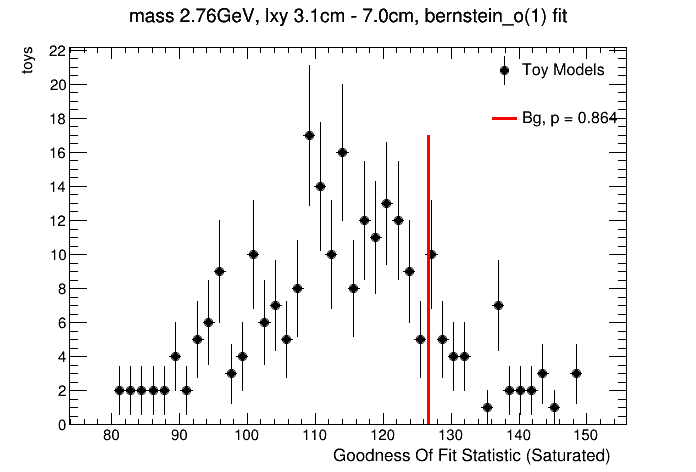 mass 2.76GeV, lxy 3.1cm - 7.0cm, bernstein_o(1) fit
toys
22
20
18
16
14
12
10
8
6
4
2
0
Toy Models
Bg, p = 0.864
80 90 100 110 120 130 140 150
Goodness Of Fit Statistic (Saturated)